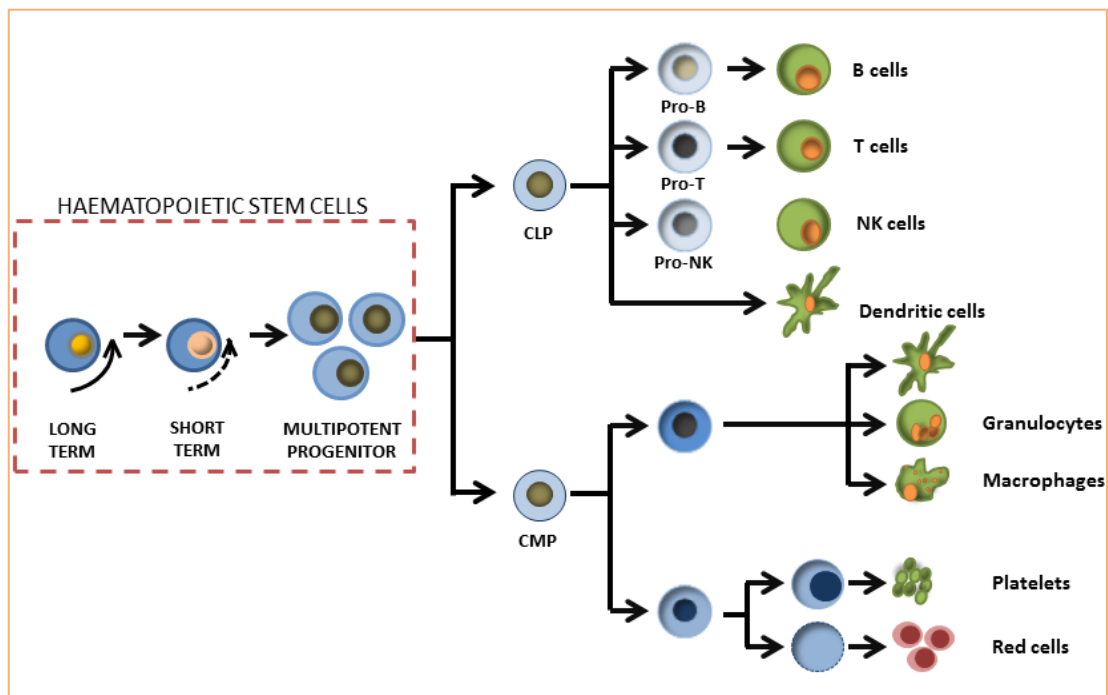 HAEMATOPOIETIC STEM CELLS
LONG
TERM
SHORT
TERM
MULTIPOTENT
PROGENITOR
CLP
CMP
Pro-B
Pro-T
Pro-NK
B cells
T cells
NK cells
Dendritic cells
Granulocytes
Macrophages
Platelets
Red cells